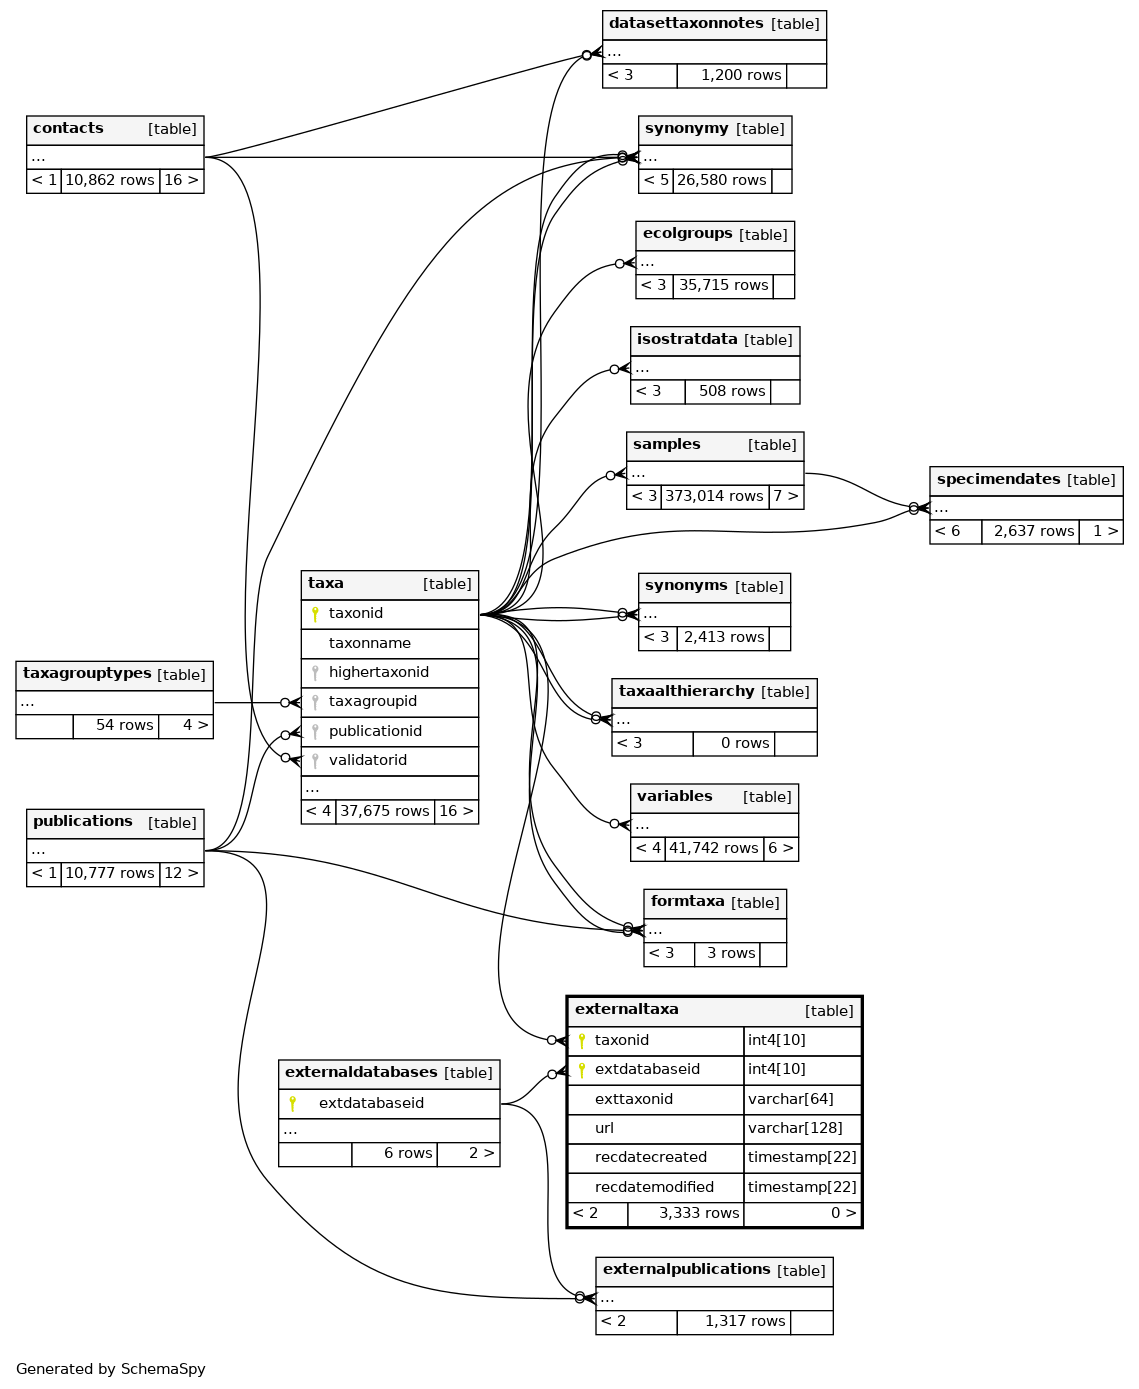 datasettaxonnotes [table]
...
< 3 1,200 rows
contacts [table]
...
< 1 10,862 rows 16 >
synonymy [table]
...
< 5 26,580 rows
ecolgroups [table]
...
< 3 35,715 rows
isostratdata [table]
...
< 3 508 rows
samples [table]
...
< 3 373,014 rows 7 >
specimendates [table]
...
< 6 2,637 rows 1 >
taxa [table]
taxonid
taxonname
highertaxonid
taxagroupid
publicationid
validatorid
...
< 4 37,675 rows 16 >
synonyms [table]
...
< 3 2,413 rows
taxagrouptypes [table]
...
54 rows 4 >
taxaalthierarchy [table]
...
< 3 0 rows
variables [table]
...
< 4 41,742 rows 6 >
publications [table]
...
< 1 10,777 rows 12 >
formtaxa [table]
...
< 3 3 rows
externaltaxa [table]
taxonid int4[10]
extdatabaseid int4[10]
exttaxonid varchar[64]
url varchar[128]
recdatecreated timestamp[22]
recdatemodified timestamp[22]
< 2 3,333 rows 0 >
externaldatabases [table]
extdatabaseid
...
6 rows 2 >
externalpublications [table]
...
< 2 1,317 rows
Generated by SchemaSpy